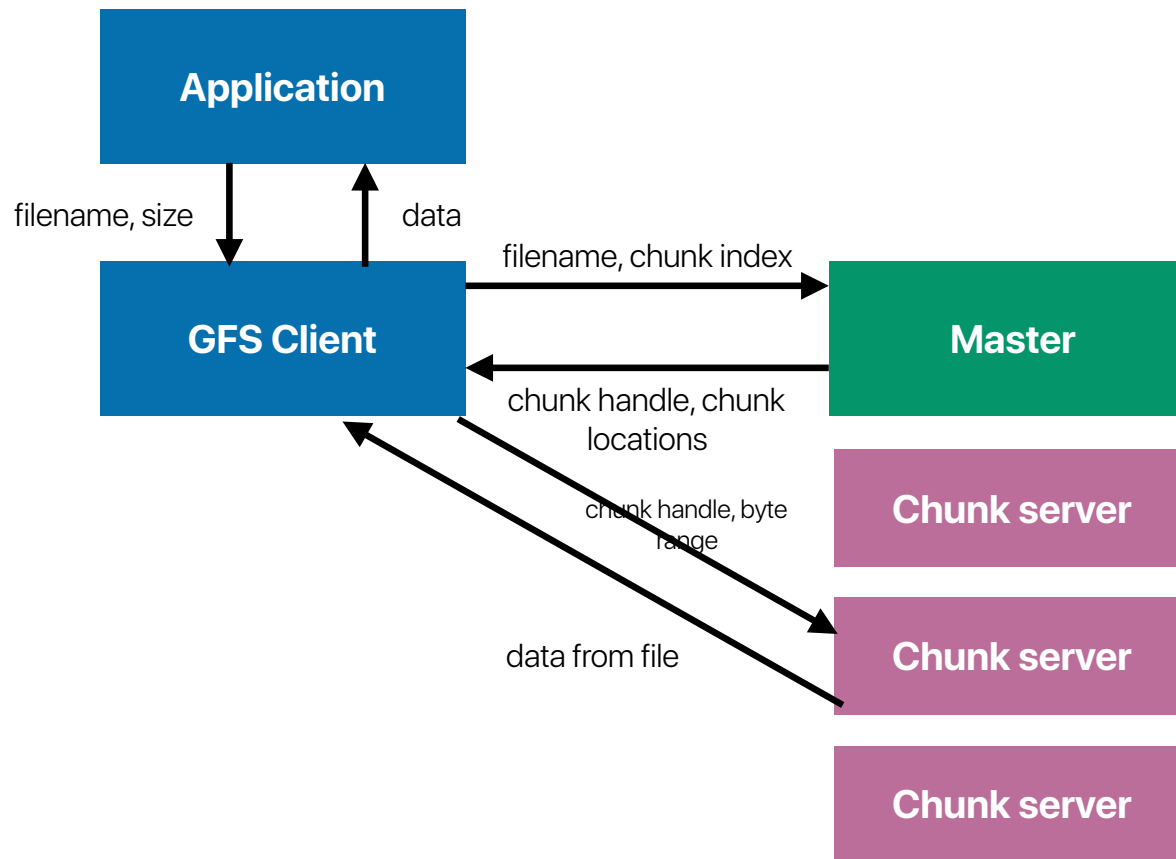 Application
filename, size
data
filename, chunk index
GFS Client
Master
chunk handle, chunk
locations
Chunk server
chunk handle, byte
range
Chunk server
data from file
Chunk server